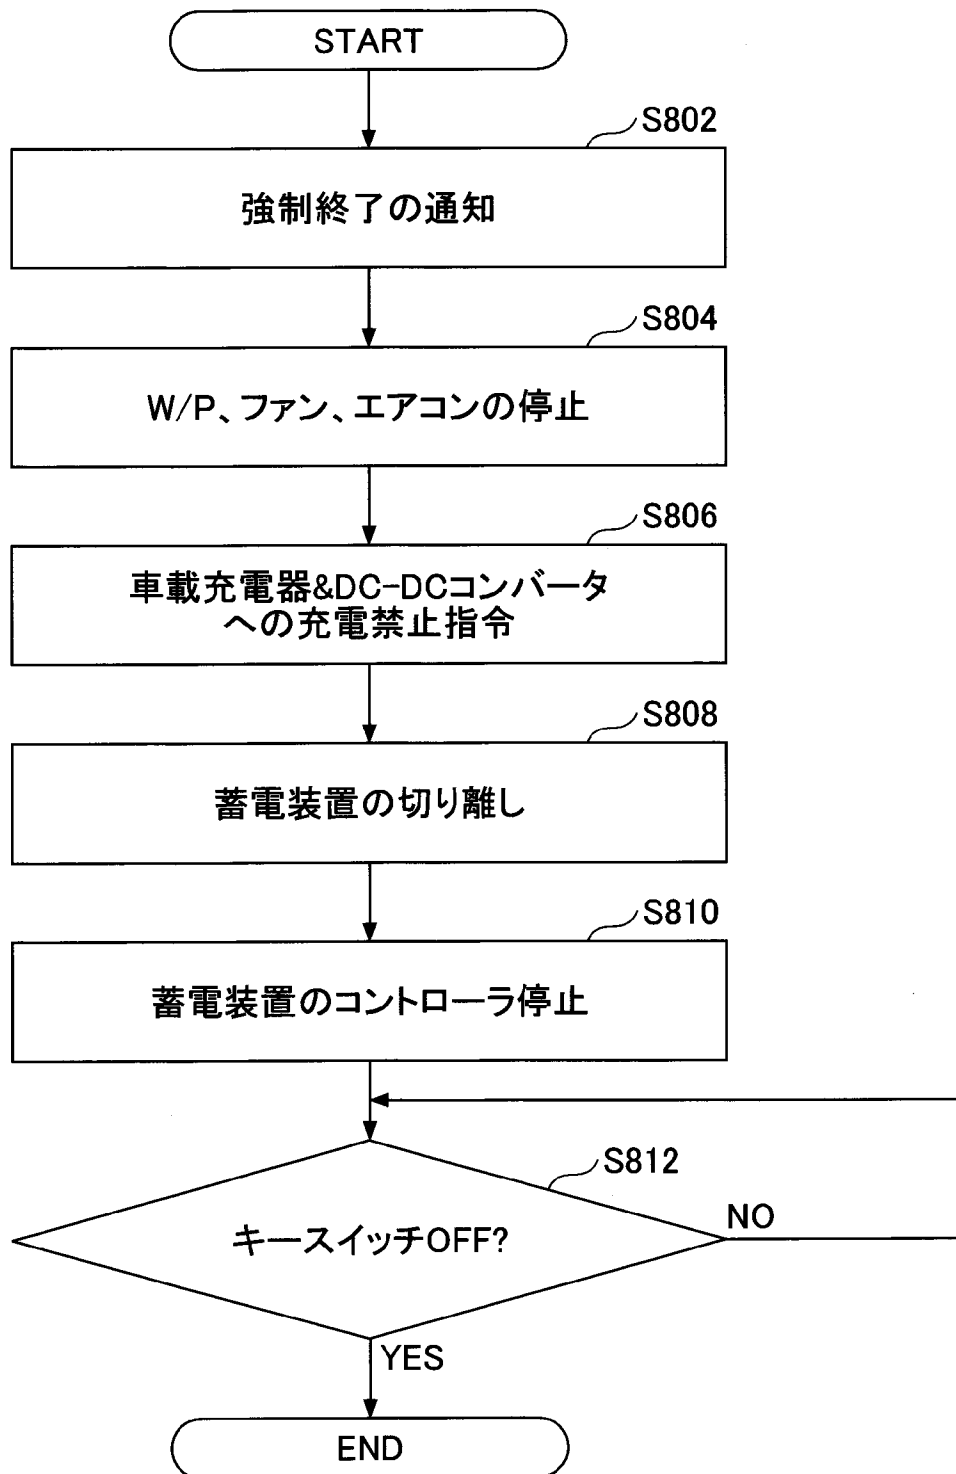 START
S802
強制終了の通知
S804
W/P、ファン、エアコンの停止
S806
車載充電器&DC-DCコンバータ
への充電禁止指令
S808
蓄電装置の切り離し
S810
蓄電装置のコントローラ停止
S812
キースイッチOFF?
NO
YES
END